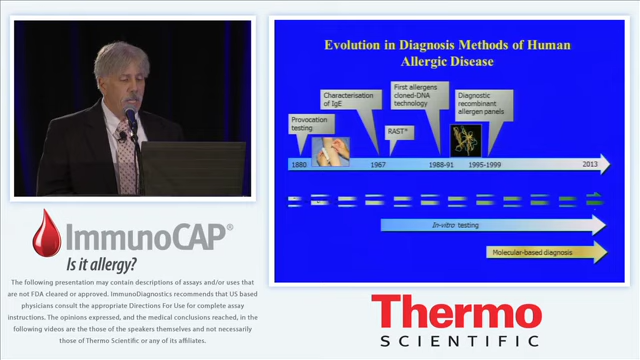 Evolution in Diagnosis Methods of Human
Allergic Disease
Provocation
testing
Characterisation
of IgE
RAST®
First allergens
cloned-DNA
technology
Diagnostic
recombinant
allergen panels
1880
1967
1988-91
1995-1999
2013
In-vitro testing
Molecular-based diagnosis
ImmunoCAP®
Is it allergy?
The following presentation may contain descriptions of assays and/or uses that
are not FDA cleared or approved. ImmunoDiagnostics recommends that US based
physicians consult the appropriate Directions For Use for complete assay
instructions. The opinions expressed, and the medical conclusions reached, in the
following videos are the those of the speakers themselves and not necessarily
those of Thermo Scientific or any of its affiliates.
Thermo
SCIENTIFIC